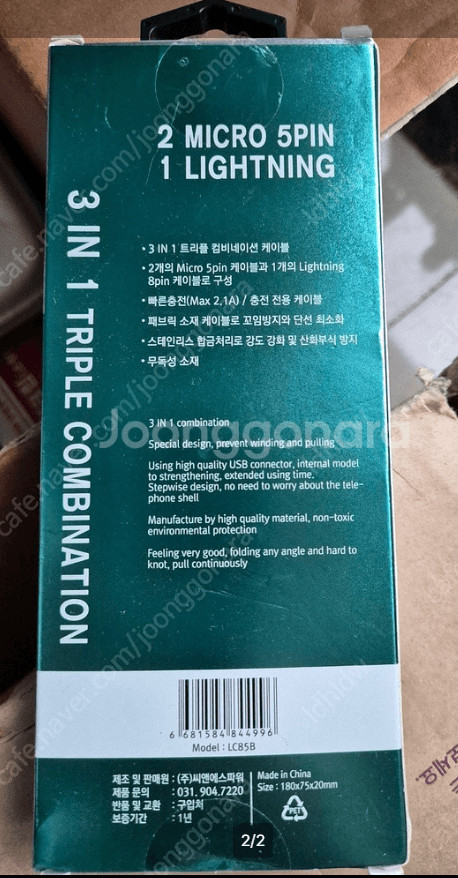 2 MICRO 5PIN
1 LIGHTNING
3 IN 1 TRIPLE COMBINATION
• 3 IN 1 트리플 컴비네이션 케이블
• 2개의 Micro 5pin 케이블과 1개의 Lightning
8pin 케이블로 구성
• 빠른충전(Max 2,1A) / 충전 전용 케이블
• 패브릭 소재 케이블로 꼬임방지와 단선 최소화
• 스테인리스 합금처리로 강도 강화 및 산화부식 방지
• 무독성 소재
Joonggonara
3 IN 1 combination
Special design, prevent winding and pulling
Using high quality USB connector, internal model
to strengthening, extended using time.
Stepwise design, no need to worry about the tele-
phone shell
Manufacture by high quality material, non-toxic
environmental protection
Feeling very good, folding any angle and hard to
knot, pull continuously
6 681584 844996
Model : LC85B
제조 및 판매원 : (주)씨앤에스파워
제품 문의 : 031. 904.7220
반품 및 교환 : 구입처
보증기간 : 1년
Made in China
Size : 180x75x20mm
PET
2/2
cafe.naver.com/joonggonara